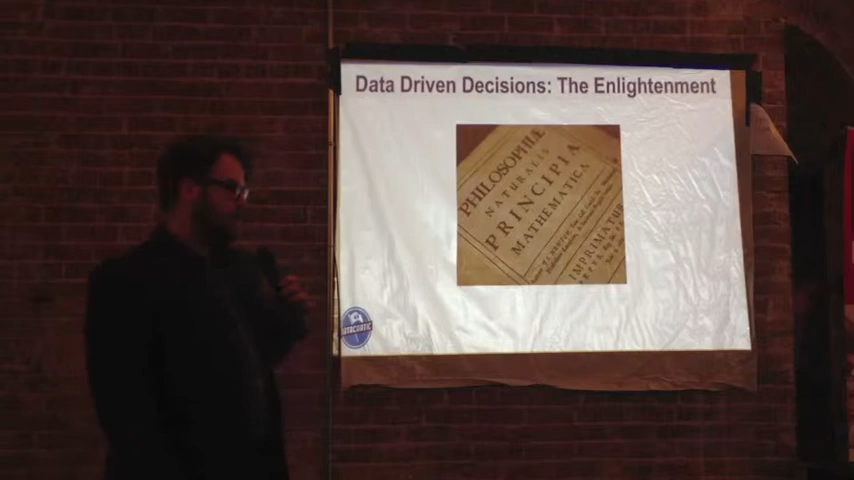 Data Driven Decisions: The Enlightenment
PHILOSOPHIÆ
NATURALIS
PRINCIPIA
MATHEMATICA
IMPRIMATUR